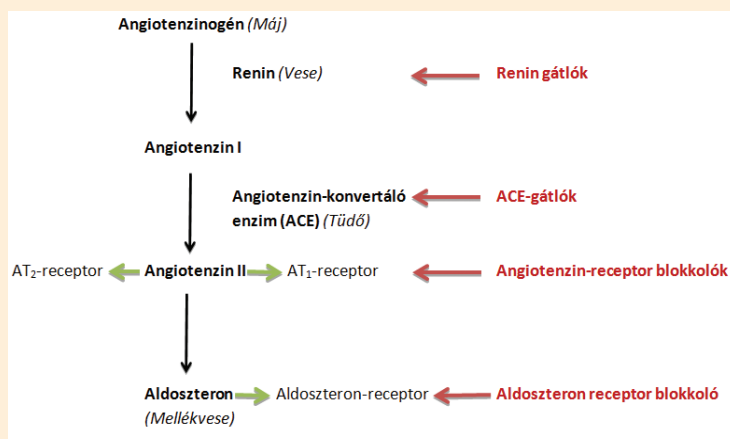 Angiotenzinogén (Máj)
Renin (Vese) Renin gátlók
Angiotenzin I
Angiotenzin-konvertáló ACE-gátlók
enzim (ACE) (Tüdő)
AT₂-receptor Angiotenzin II AT₁-receptor Angiotenzin-receptor blokkolók
Aldoszteron Aldoszteron-receptor Aldoszteron receptor blokkoló
(Mellékvese)